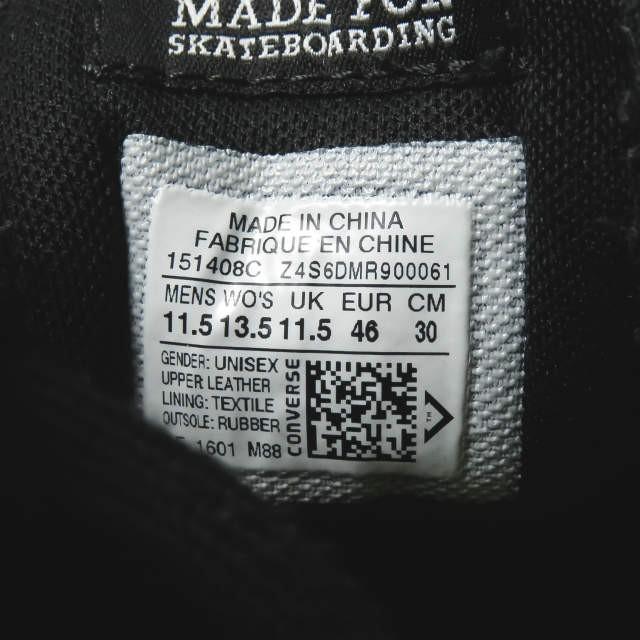 MADE FOR
SKATEBOARDING
MADE IN CHINA
FABRIQUE EN CHINE
151408C Z4S6DMR900061
MENS WO'S UK EUR CM
11.5 13.5 11.5 46 30
GENDER: UNISEX
UPPER LEATHER
LINING: TEXTILE
OUTSOLE: RUBBER
1601 M88
CONVERSE
TM